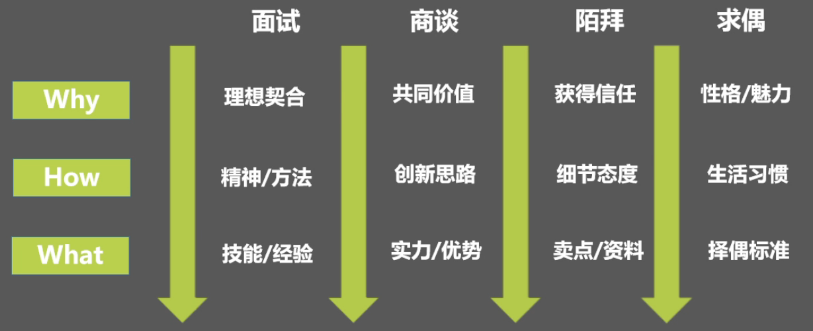 面试 商谈 陌拜 求偶
Why 理想契合 共同价值 获得信任 性格/魅力
How 精神/方法 创新思路 细节态度 生活习惯
What 技能/经验 实力/优势 卖点/资料 择偶标准